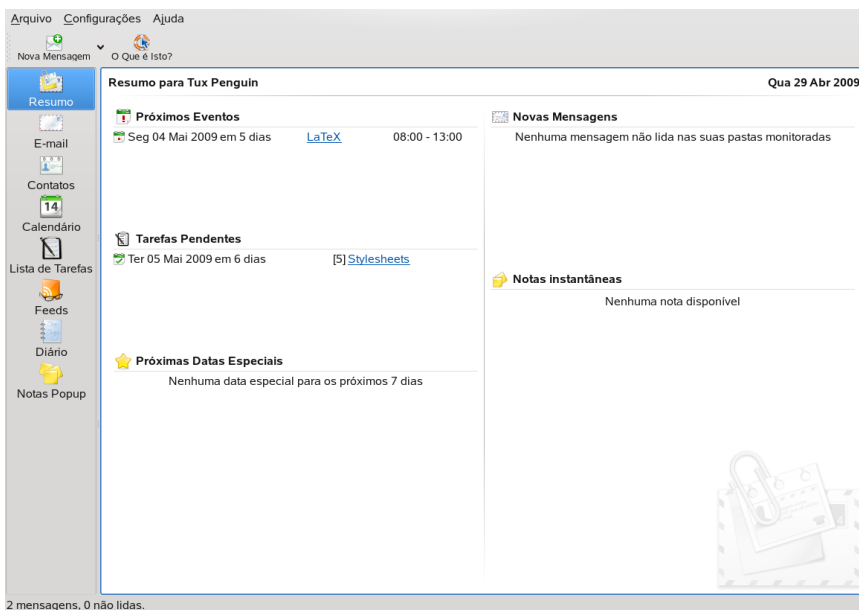 Arquivo Configurações Ajuda
Nova Mensagem O Que é Isto?
Resumo
E-mail
Contatos
14
Calendário
Lista de Tarefas
Feeds
Diário
Notas Popup
Resumo para Tux Penguin Qua 29 Abr 2009
Próximos Eventos
Seg 04 Mai 2009 em 5 dias LaTeX 08:00 - 13:00
Tarefas Pendentes
Ter 05 Mai 2009 em 6 dias [5] Stylesheets
Próximas Datas Especiais
Nenhuma data especial para os próximos 7 dias
Novas Mensagens
Nenhuma mensagem não lida nas suas pastas monitoradas
Notas instantâneas
Nenhuma nota disponível
2 mensagens, 0 não lidas.